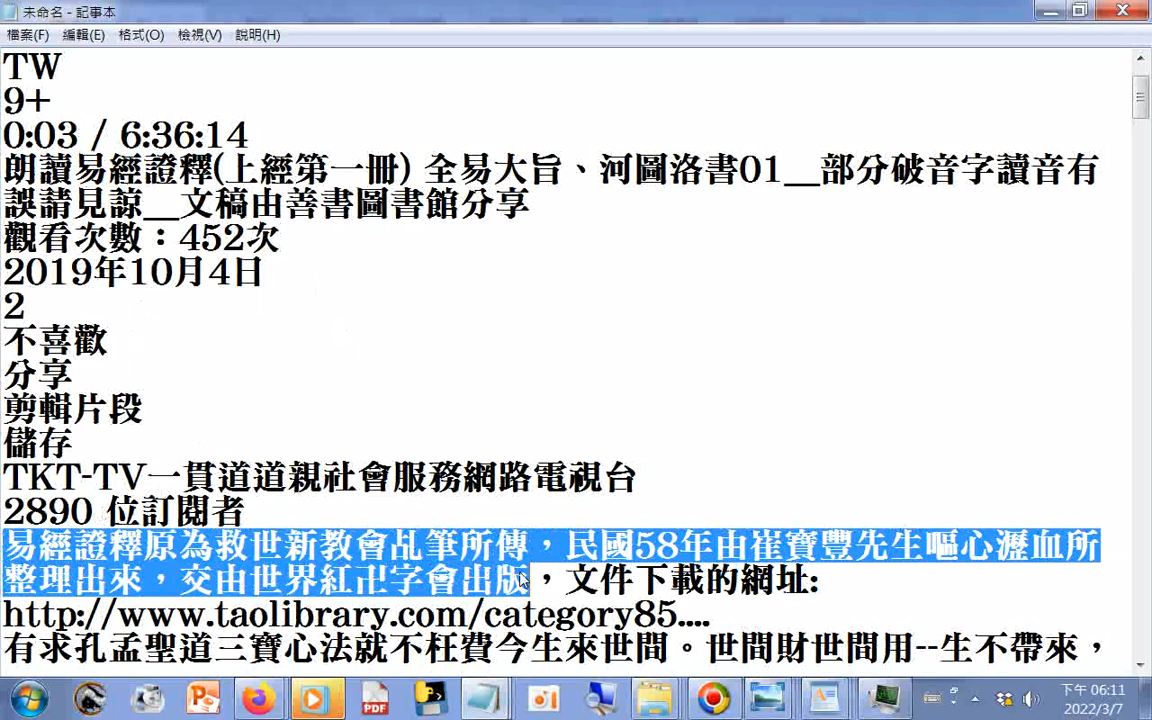 未命名 - 記事本
檔案(F) 編輯(E) 格式(O) 檢視(V) 說明(H)
TW
9+
0:03 / 6:36:14
朗讀易經證釋(上經第一冊) 全易大旨、河圖洛書01__部分破音字讀音有
誤請見諒__文稿由善書圖書館分享
觀看次數：452次
2019年10月4日
2
不喜歡
分享
剪輯片段
儲存
TKT-TV一貫道道親社會服務網路電視台
2890 位訂閱者
易經證釋原為救世新教會乩筆所傳，民國58年由崔寶豐先生嘔心瀝血所
整理出來，交由世界紅卍字會出版，文件下載的網址:
http://www.taolibrary.com/category85....
有求孔孟聖道三寶心法就不枉費今生來世間。世間財世間用--生不帶來，
下午 06:11
2022/3/7